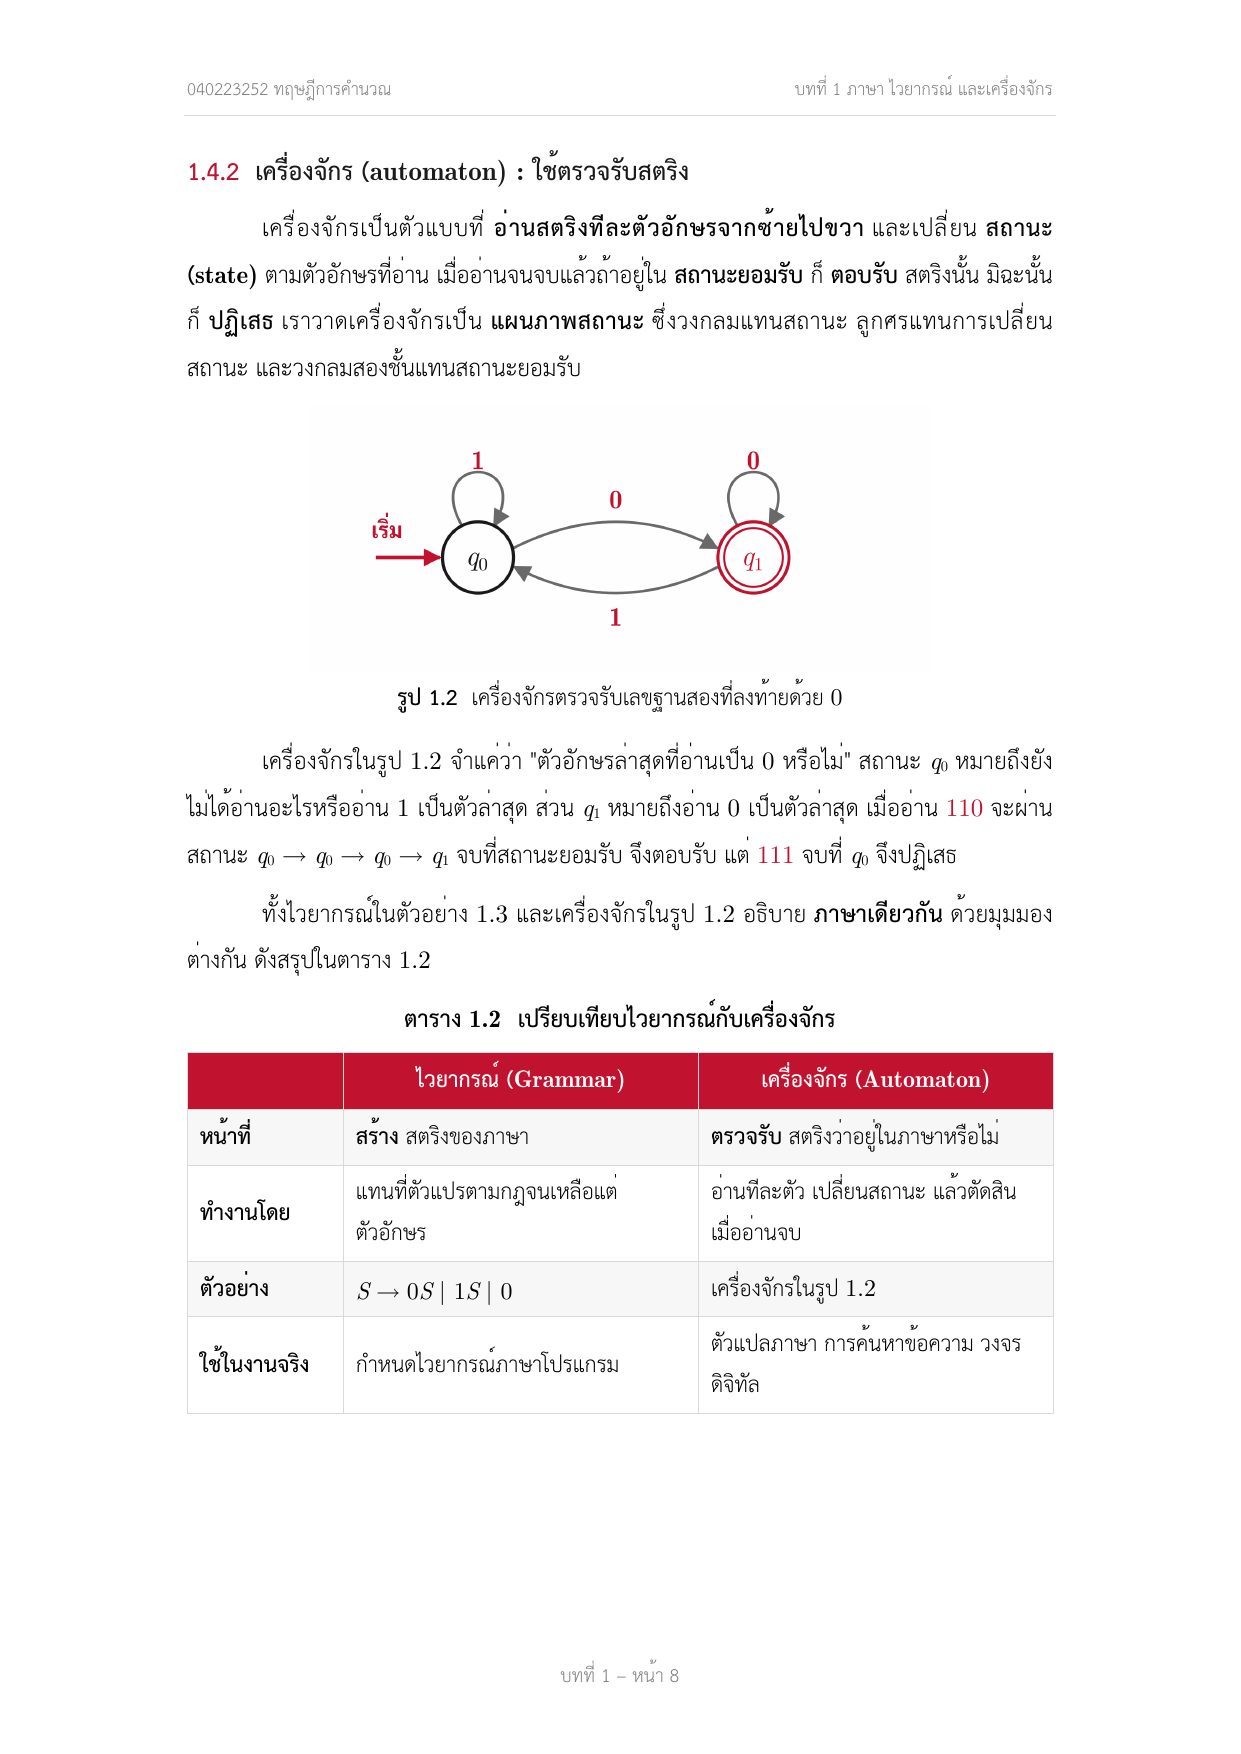 040223252 ทฤษฎีการคำนวณ
บทที่ 1 ภาษา ไวยากรณ์ และเครื่องจักร
1.4.2 เครื่องจักร (automaton) : ใช้ตรวจรับสตริง
เครื่องจักรเป็นตัวแบบที่ อ่านสตริงทีละตัวอักษรจากซ้ายไปขวา และเปลี่ยน สถานะ
(state) ตามตัวอักษรที่อ่าน เมื่ออ่านจนจบแล้วถ้าอยู่ใน สถานะยอมรับ ก็ ตอบรับ สตริงนั้น มิฉะนั้น
ก็ ปฏิเสธ เราวาดเครื่องจักรเป็น แผนภาพสถานะ ซึ่งวงกลมแทนสถานะ ลูกศรแทนการเปลี่ยน
สถานะ และวงกลมสองชั้นแทนสถานะยอมรับ
1
0
0
เริ่ม
q₀
q₁
1
รูป 1.2 เครื่องจักรตรวจรับเลขฐานสองที่ลงท้ายด้วย 0
เครื่องจักรในรูป 1.2 จำแค่ว่า "ตัวอักษรล่าสุดที่อ่านเป็น 0 หรือไม่" สถานะ q₀ หมายถึงยัง
ไม่ได้อ่านอะไรหรืออ่าน 1 เป็นตัวล่าสุด ส่วน q₁ หมายถึงอ่าน 0 เป็นตัวล่าสุด เมื่ออ่าน 110 จะผ่าน
สถานะ q₀ → q₀ → q₀ → q₁ จบที่สถานะยอมรับ จึงตอบรับ แต่ 111 จบที่ q₀ จึงปฏิเสธ
ทั้งไวยากรณ์ในตัวอย่าง 1.3 และเครื่องจักรในรูป 1.2 อธิบาย ภาษาเดียวกัน ด้วยมุมมอง
ต่างกัน ดังสรุปในตาราง 1.2
ตาราง 1.2 เปรียบเทียบไวยากรณ์กับเครื่องจักร
ไวยากรณ์ (Grammar)
เครื่องจักร (Automaton)
หน้าที่
สร้าง สตริงของภาษา
ตรวจรับ สตริงว่าอยู่ในภาษาหรือไม่
ทำงานโดย
แทนที่ตัวแปรตามกฎจนเหลือแต่
ตัวอักษร
อ่านทีละตัว เปลี่ยนสถานะ แล้วตัดสิน
เมื่ออ่านจบ
ตัวอย่าง
S → 0S | 1S | 0
เครื่องจักรในรูป 1.2
ใช้ในงานจริง
กำหนดไวยากรณ์ภาษาโปรแกรม
ตัวแปลภาษา การค้นหาข้อความ วงจร
ดิจิทัล
บทที่ 1 – หน้า 8